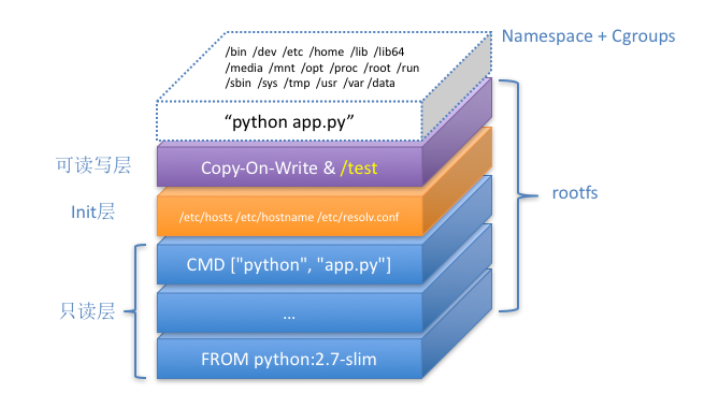 Namespace + Cgroups
/bin /dev /etc /home /lib /lib64
/media /mnt /opt /proc /root /run
/sbin /sys /tmp /usr /var /data
“python app.py”
可读写层
Copy-On-Write & /test
rootfs
Init层
/etc/hosts /etc/hostname /etc/resolv.conf
CMD ["python", "app.py"]
只读层
...
FROM python:2.7-slim